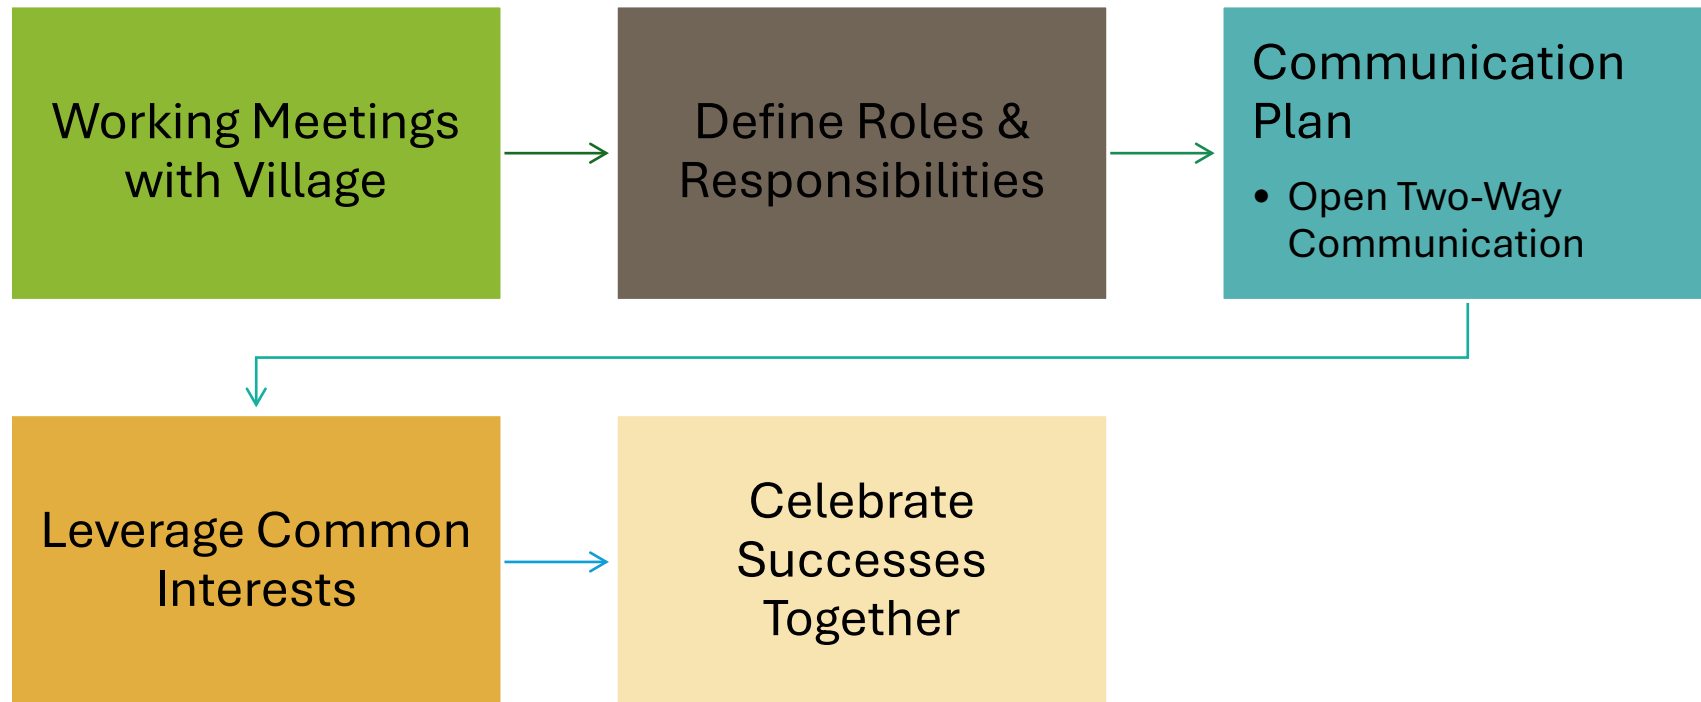 Working Meetings
with Village
Define Roles &
Responsibilities
Communication
Plan
• Open Two-Way
Communication
Leverage Common
Interests
Celebrate
Successes
Together